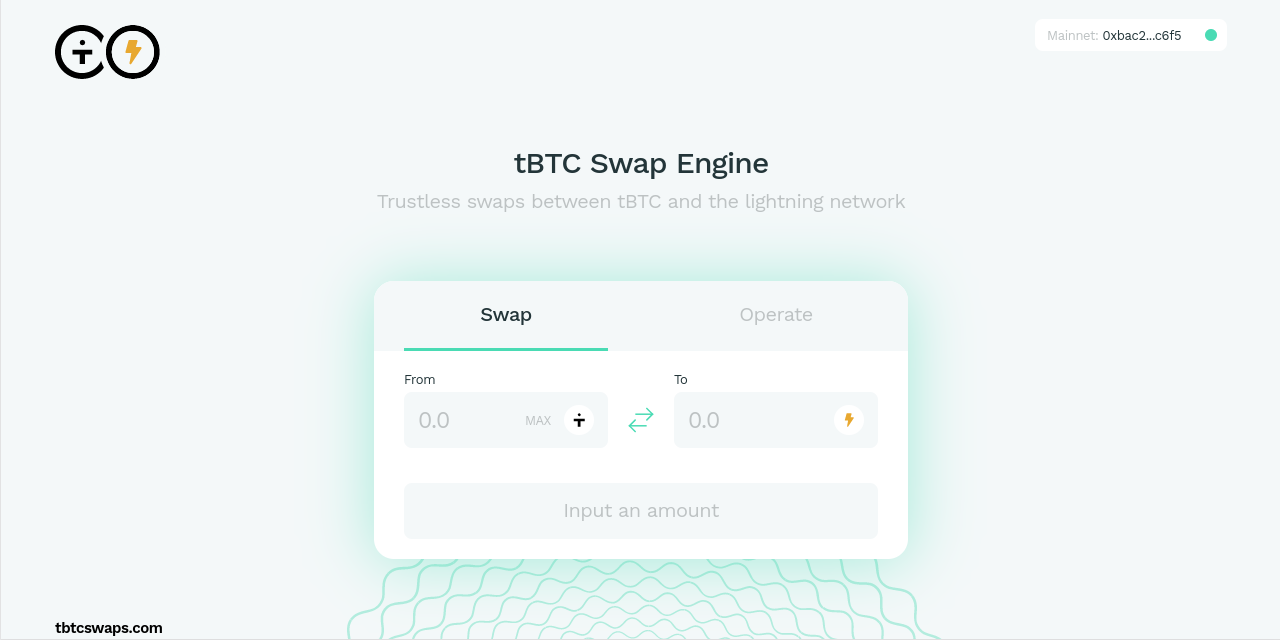 Mainnet: 0xbac2...c6f5
tBTC Swap Engine
Trustless swaps between tBTC and the lightning network
Swap Operate
From To
0.0 MAX 0.0
Input an amount
tbtcswaps.com